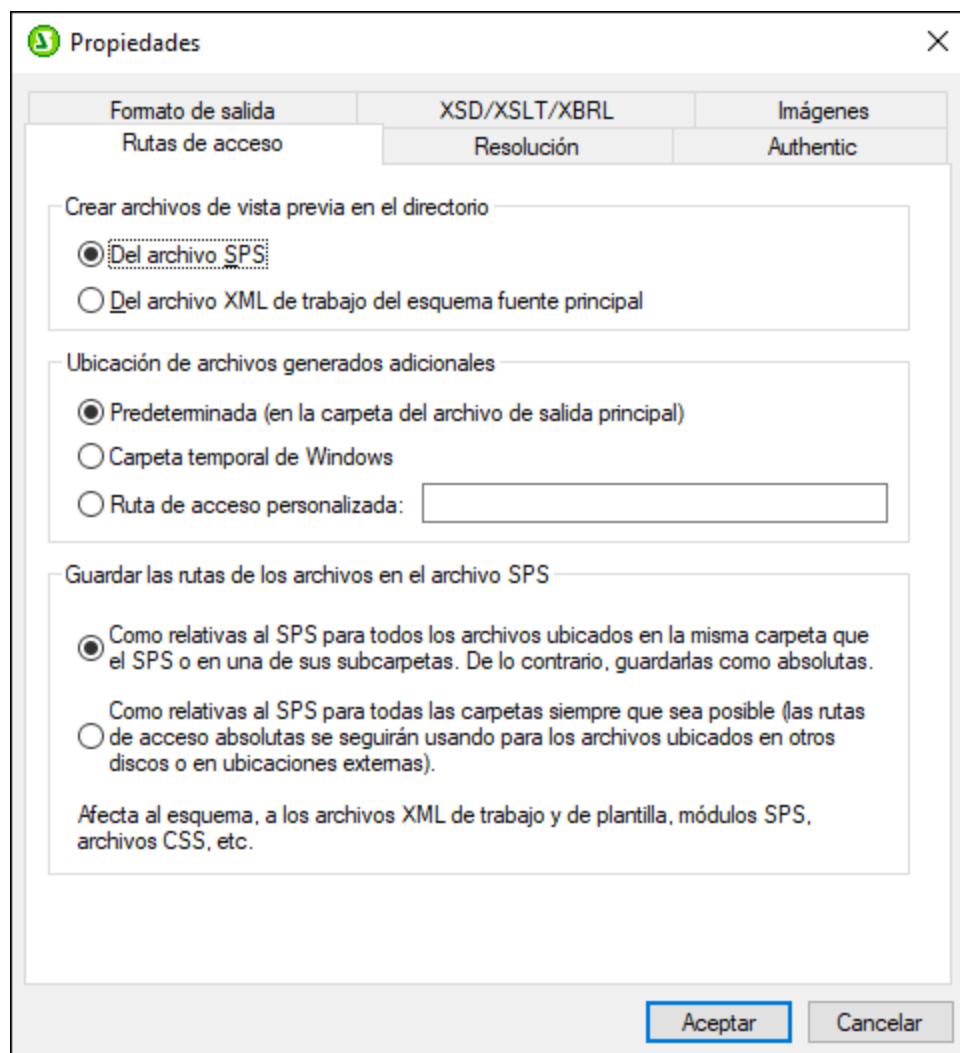 Propiedades
Formato de salida
XSD/XSLT/XBRL
Imágenes
Rutas de acceso
Resolución
Authentic
Crear archivos de vista previa en el directorio
Del archivo SPS
Del archivo XML de trabajo del esquema fuente principal
Ubicación de archivos generados adicionales
Predeterminada (en la carpeta del archivo de salida principal)
Carpeta temporal de Windows
Ruta de acceso personalizada:
Guardar las rutas de los archivos en el archivo SPS
Como relativas al SPS para todos los archivos ubicados en la misma carpeta que
el SPS o en una de sus subcarpetas. De lo contrario, guardarlas como absolutas.
Como relativas al SPS para todas las carpetas siempre que sea posible (las rutas
de acceso absolutas se seguirán usando para los archivos ubicados en otros
discos o en ubicaciones externas).
Afecta al esquema, a los archivos XML de trabajo y de plantilla, módulos SPS,
archivos CSS, etc.
Aceptar
Cancelar